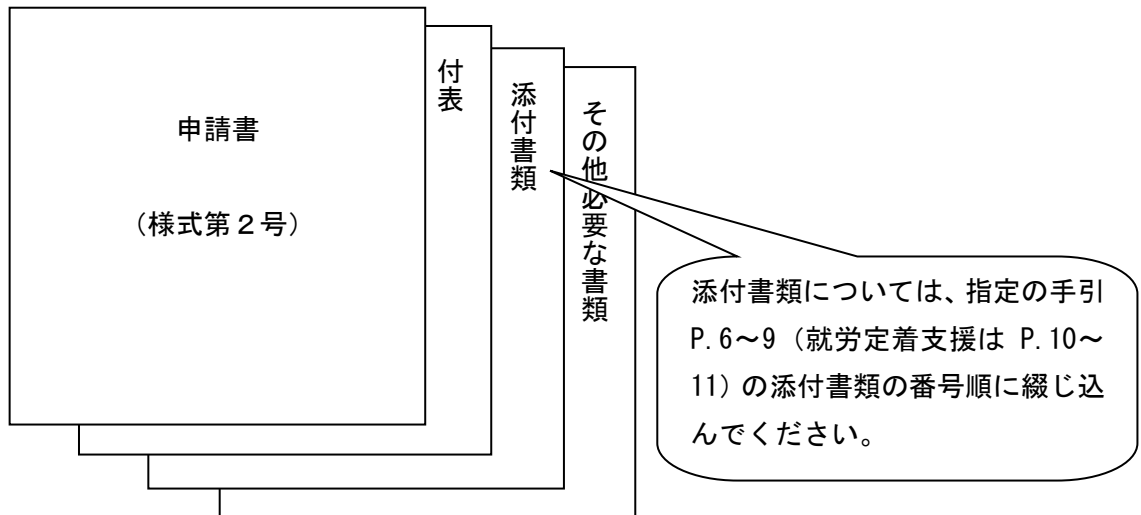 申請書
（様式第２号）
付表
添付書類
その他必要な書類
添付書類については、指定の手引
P.6～9（就労定着支援は P.10～
11）の添付書類の番号順に綴じ込
んでください。